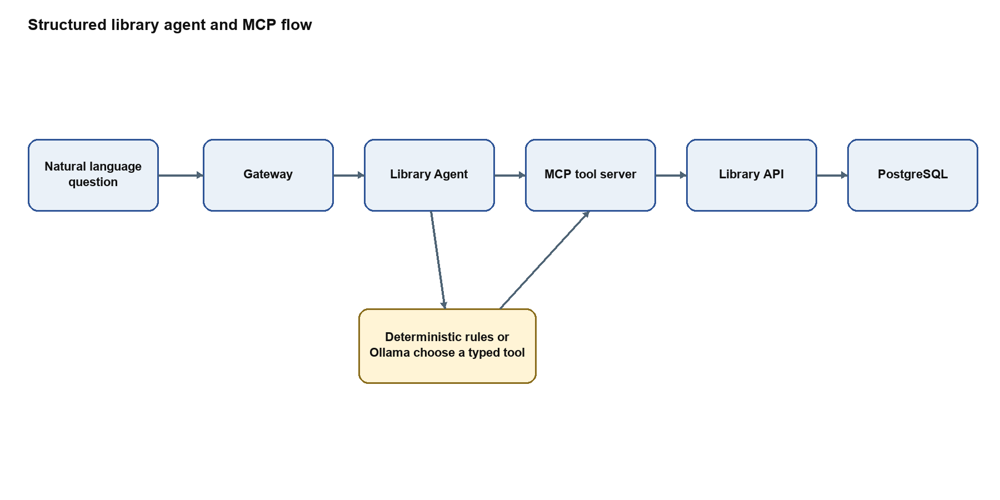 Structured library agent and MCP flow
Natural language
question
Gateway
Library Agent
MCP tool server
Library API
PostgreSQL
Deterministic rules or
Ollama choose a typed tool